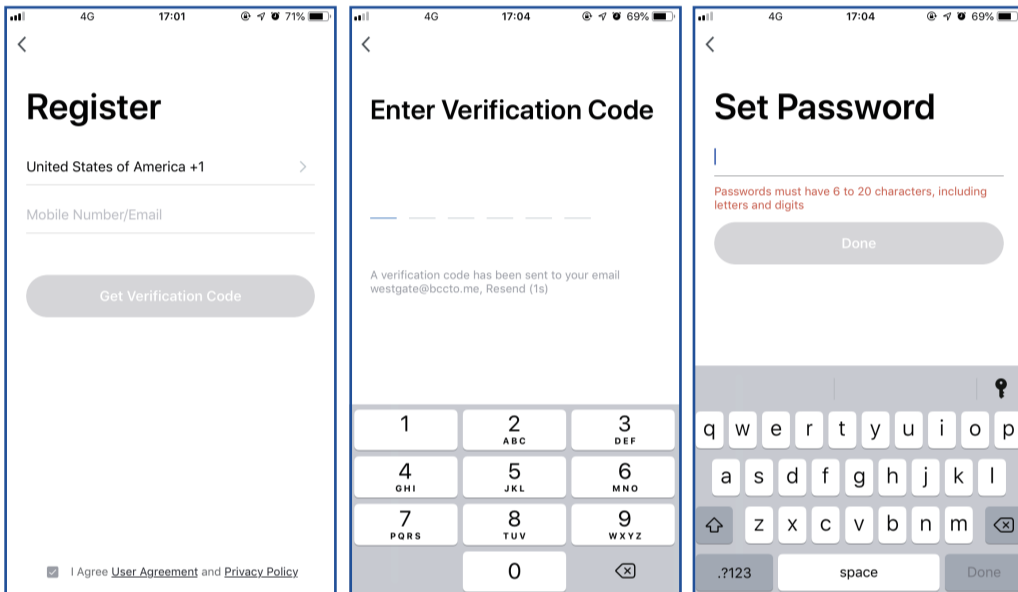 4G 17:01 71%
Register
United States of America +1
Mobile Number/Email
Get Verification Code
I Agree User Agreement and Privacy Policy
4G 17:04 69%
Enter Verification Code
A verification code has been sent to your email
westgate@bccto.me, Resend (1s)
1 2 3
ABC DEF
4 5 6
GHI JKL MNO
7 8 9
PQRS TUV WXYZ
0
4G 17:04 69%
Set Password
Passwords must have 6 to 20 characters, including
letters and digits
Done
q w e r t y u i o p
a s d f g h j k l
z x c v b n m
.?123 space Done